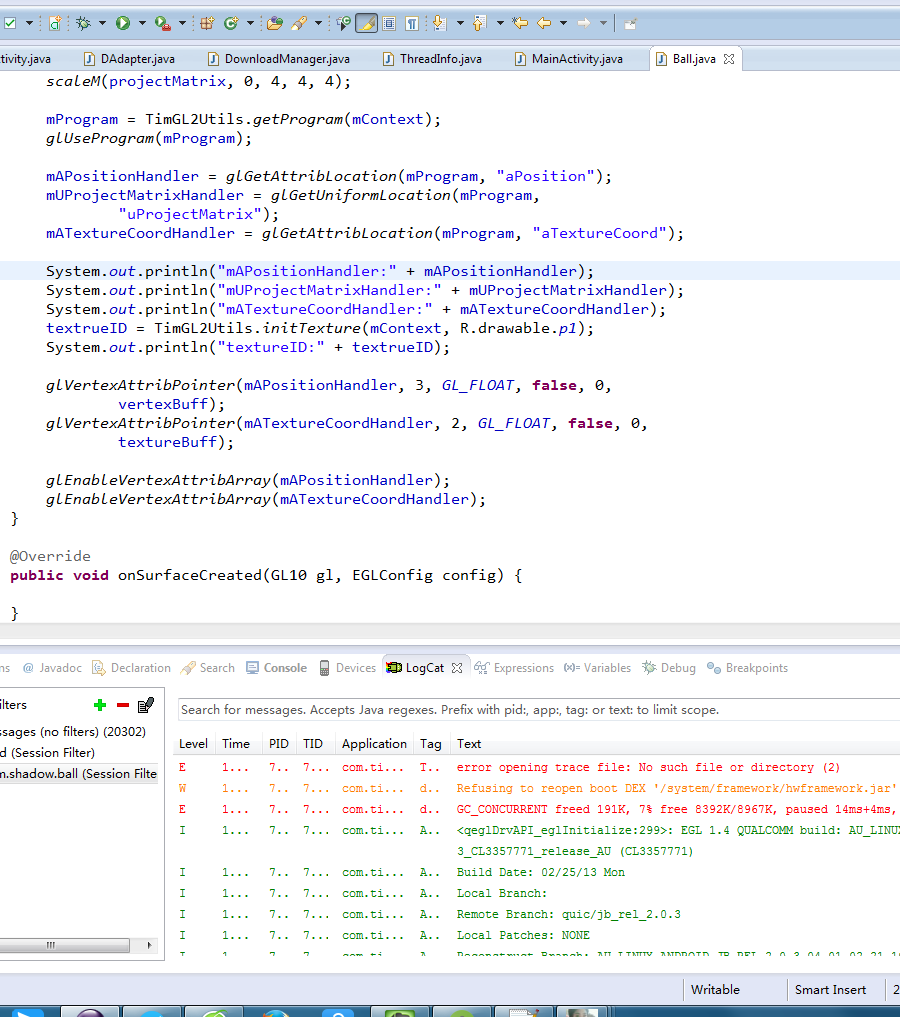 tivity.java DAdapter.java DownloadManager.java ThreadInfo.java MainActivity.java Ball.java
scaleM(projectMatrix, 0, 4, 4, 4);
mProgram = TimGL2Utils.getProgram(mContext);
glUseProgram(mProgram);
mAPositionHandler = glGetAttribLocation(mProgram, "aPosition");
mUProjectMatrixHandler = glGetUniformLocation(mProgram,
"uProjectMatrix");
mATextureCoordHandler = glGetAttribLocation(mProgram, "aTextureCoord");
System.out.println("mAPositionHandler:" + mAPositionHandler);
System.out.println("mUProjectMatrixHandler:" + mUProjectMatrixHandler);
System.out.println("mATextureCoordHandler:" + mATextureCoordHandler);
textrueID = TimGL2Utils.initTexture(mContext, R.drawable.p1);
System.out.println("textureID:" + textrueID);
glVertexAttribPointer(mAPositionHandler, 3, GL_FLOAT, false, 0,
vertexBuff);
glVertexAttribPointer(mATextureCoordHandler, 2, GL_FLOAT, false, 0,
textureBuff);
glEnableVertexAttribArray(mAPositionHandler);
glEnableVertexAttribArray(mATextureCoordHandler);
}
@Override
public void onSurfaceCreated(GL10 gl, EGLConfig config) {
}
ns @ Javadoc Declaration Search Console Devices LogCat Expressions (x)= Variables Debug Breakpoints
ilters
ssages (no filters) (20302)
d (Session Filter)
m.shadow.ball (Session Filte
Search for messages. Accepts Java regexes. Prefix with pid:, app:, tag: or text: to limit scope.
Level Time PID TID Application Tag Text
E 1... 7.. 7... com.ti... T.. error opening trace file: No such file or directory (2)
W 1... 7.. 7... com.ti... d.. Refusing to reopen boot DEX '/system/framework/hwframework.jar'
E 1... 7.. 7... com.ti... d.. GC_CONCURRENT freed 191K, 7% free 8392K/8967K, paused 14ms+4ms,
I 1... 7.. 7... com.ti... A.. <qeglDrvAPI_eglInitialize:299>: EGL 1.4 QUALCOMM build: AU_LINUX
3_CL3357771_release_AU (CL3357771)
I 1... 7.. 7... com.ti... A.. Build Date: 02/25/13 Mon
I 1... 7.. 7... com.ti... A.. Local Branch:
I 1... 7.. 7... com.ti... A.. Remote Branch: quic/jb_rel_2.0.3
I 1... 7.. 7... com.ti... A.. Local Patches: NONE
I 1... 7.. 7... com.ti... A.. Reconstruct Branch:
Writable Smart Insert 2